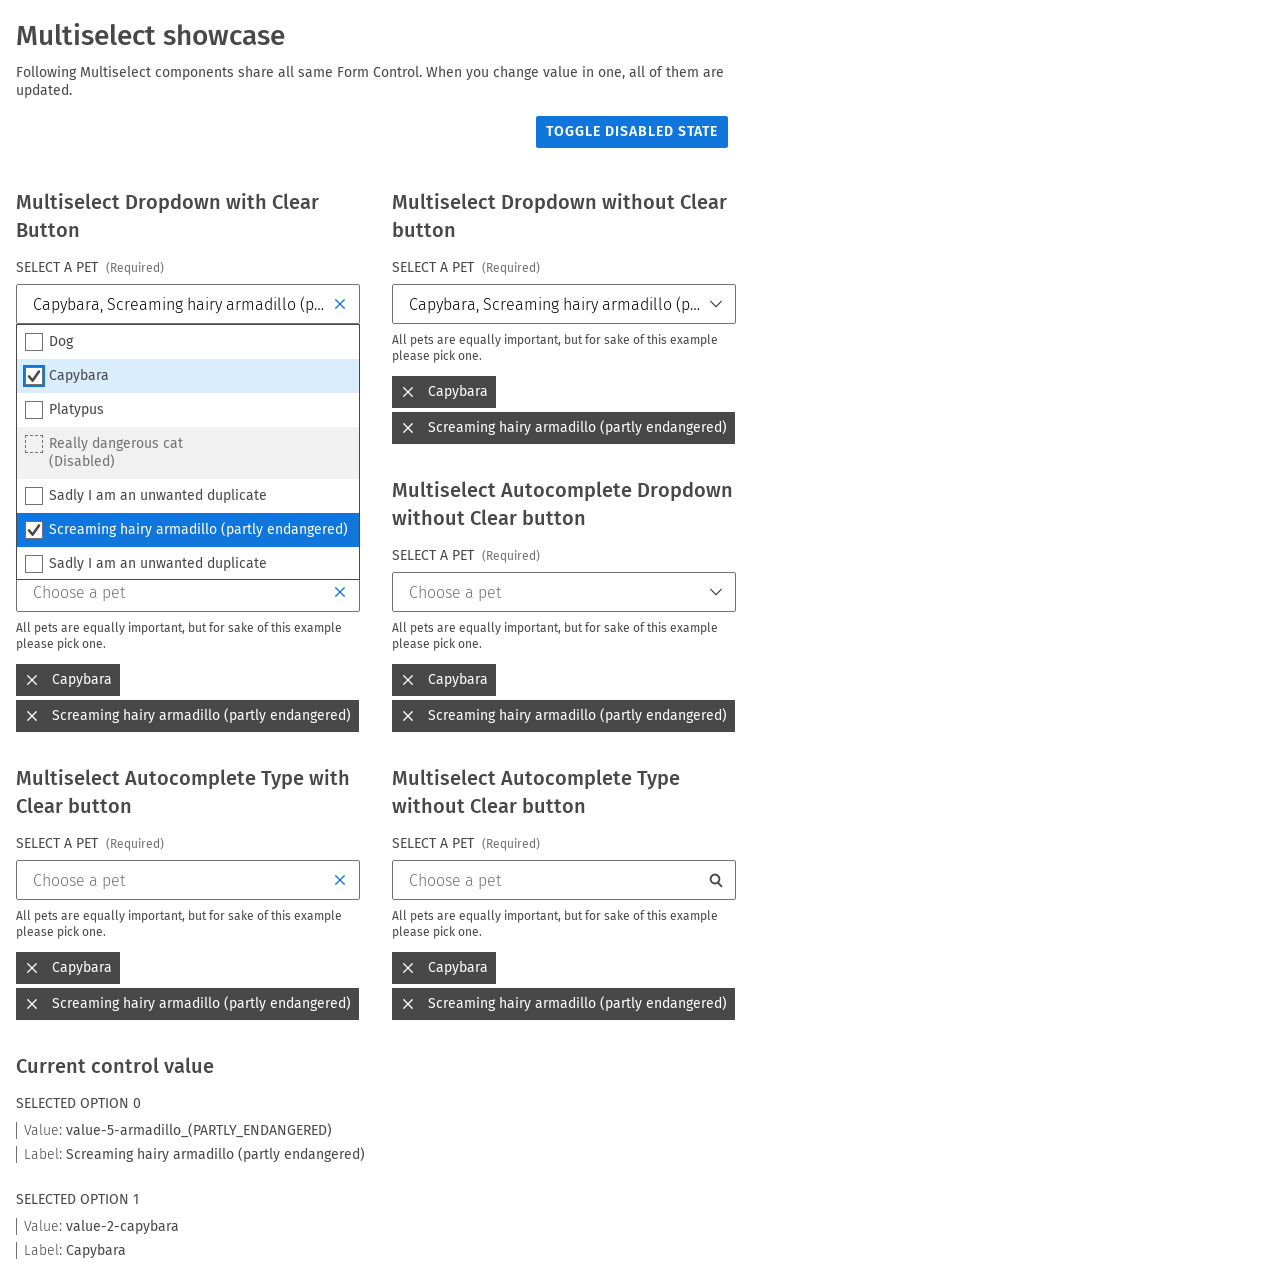 Multiselect showcase
Following Multiselect components share all same Form Control. When you change value in one, all of them are
updated.
TOGGLE DISABLED STATE
Multiselect Dropdown with Clear
Button
SELECT A PET (Required)
Capybara, Screaming hairy armadillo (p...
Dog
Capybara
Platypus
Really dangerous cat
(Disabled)
Sadly I am an unwanted duplicate
Screaming hairy armadillo (partly endangered)
Sadly I am an unwanted duplicate
Choose a pet
All pets are equally important, but for sake of this example
please pick one.
Capybara
Screaming hairy armadillo (partly endangered)
Multiselect Dropdown without Clear
button
SELECT A PET (Required)
Capybara, Screaming hairy armadillo (p...
All pets are equally important, but for sake of this example
please pick one.
Capybara
Screaming hairy armadillo (partly endangered)
Multiselect Autocomplete Dropdown
without Clear button
SELECT A PET (Required)
Choose a pet
All pets are equally important, but for sake of this example
please pick one.
Capybara
Screaming hairy armadillo (partly endangered)
Multiselect Autocomplete Type with
Clear button
SELECT A PET (Required)
Choose a pet
All pets are equally important, but for sake of this example
please pick one.
Capybara
Screaming hairy armadillo (partly endangered)
Multiselect Autocomplete Type
without Clear button
SELECT A PET (Required)
Choose a pet
All pets are equally important, but for sake of this example
please pick one.
Capybara
Screaming hairy armadillo (partly endangered)
Current control value
SELECTED OPTION 0
Value: value-5-armadillo_(PARTLY_ENDANGERED)
Label: Screaming hairy armadillo (partly endangered)
SELECTED OPTION 1
Value: value-2-capybara
Label: Capybara